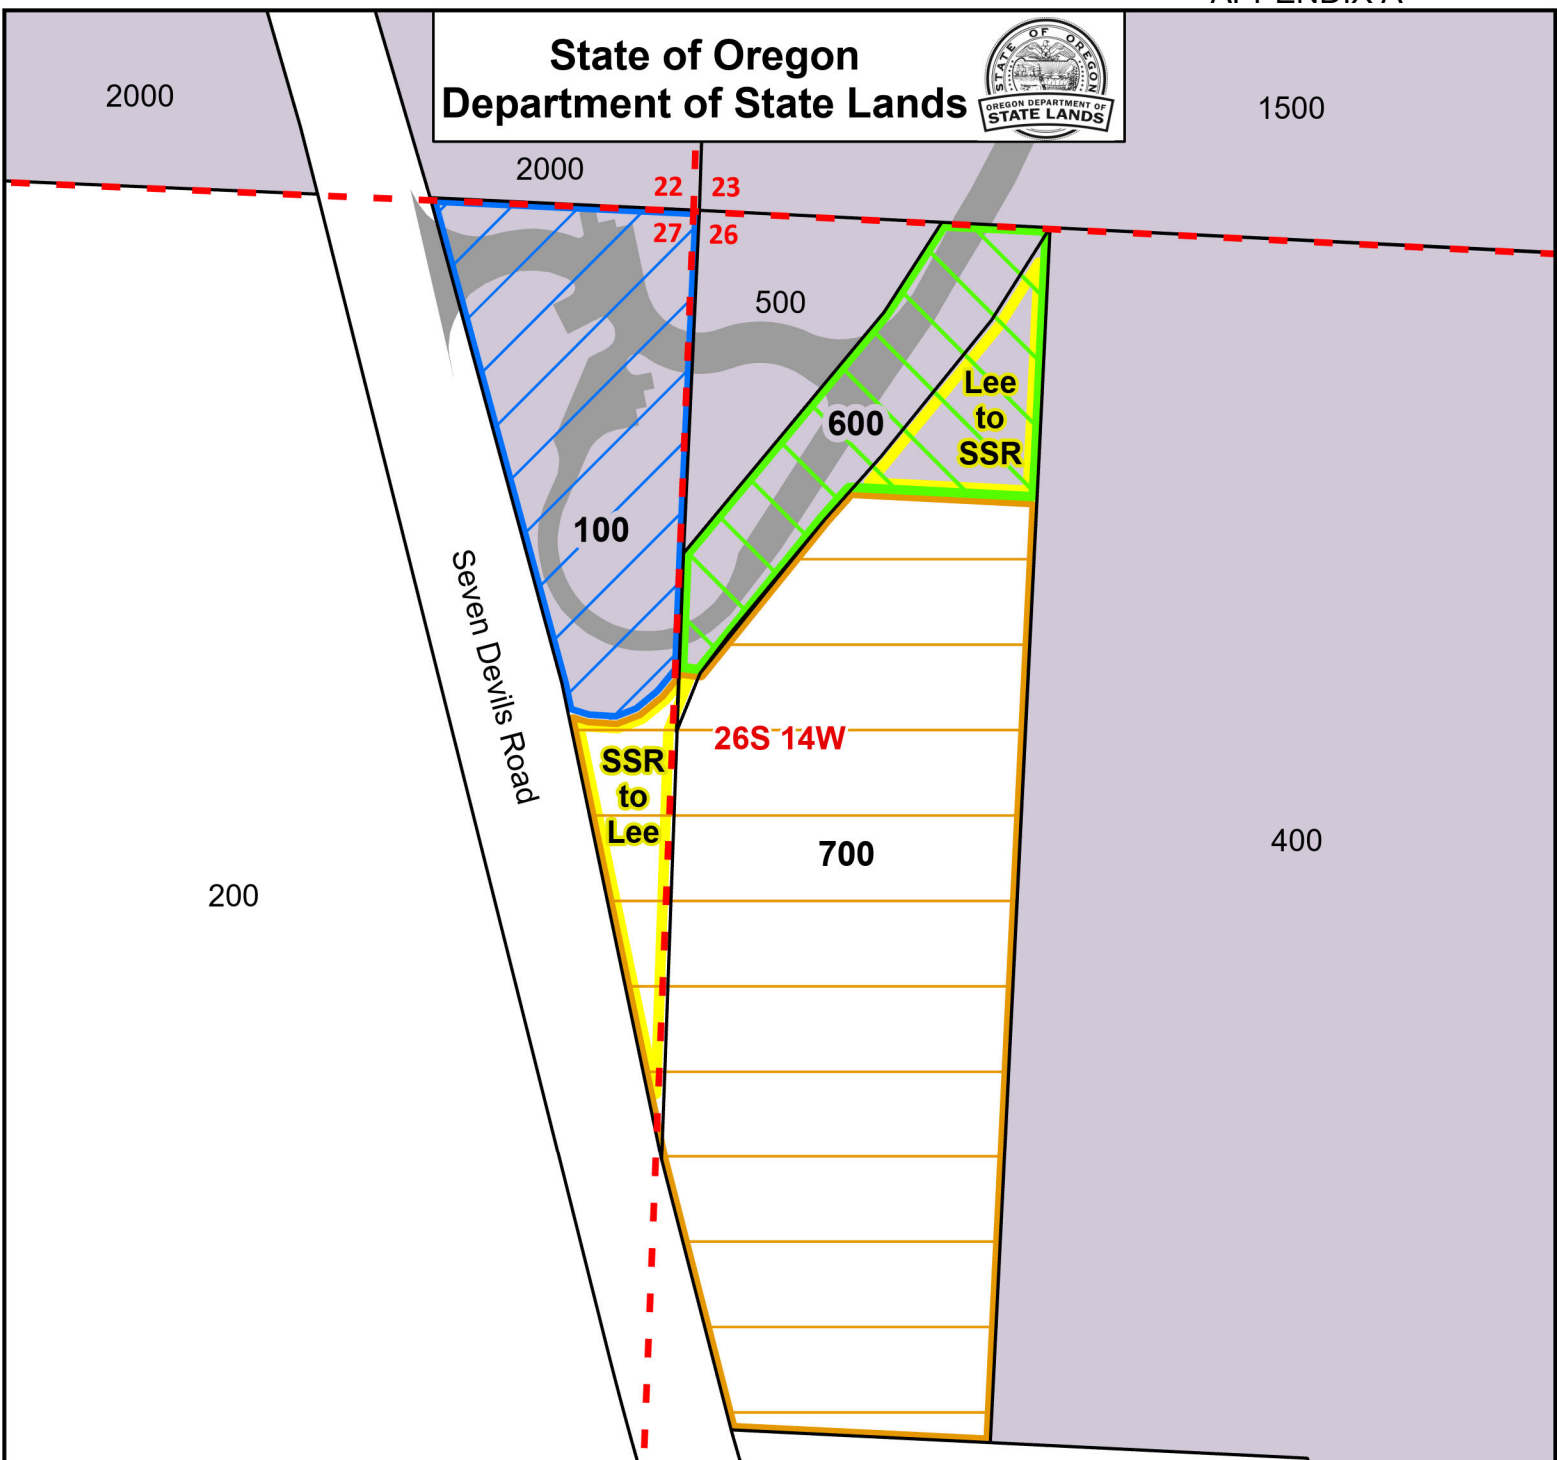 APPENDIX A
State of Oregon
Department of State Lands
STATE OF OREGON
OREGON DEPARTMENT OF
STATE LANDS
2000
1500
2000
22
23
27
26
500
Lee
to
SSR
600
100
Seven Devils Road
26S 14W
SSR
to
Lee
700
400
200